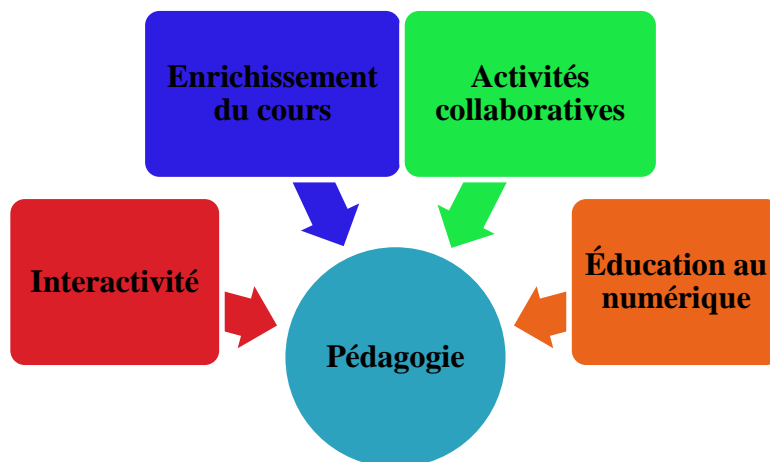 Enrichissement
du cours
Activités
collaboratives
Interactivité
Éducation au
numérique
Pédagogie